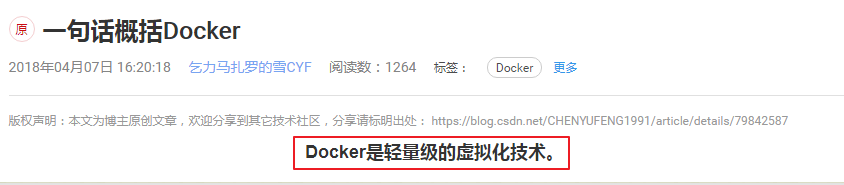 原 一句话概括Docker
2018年04月07日 16:20:18 乞力马扎罗的雪CYF 阅读数：1264 标签： Docker 更多
版权声明：本文为博主原创文章，欢迎分享到其它技术社区，分享请标明出处： https://blog.csdn.net/CHENYUFENG1991/article/details/79842587
Docker是轻量级的虚拟化技术。